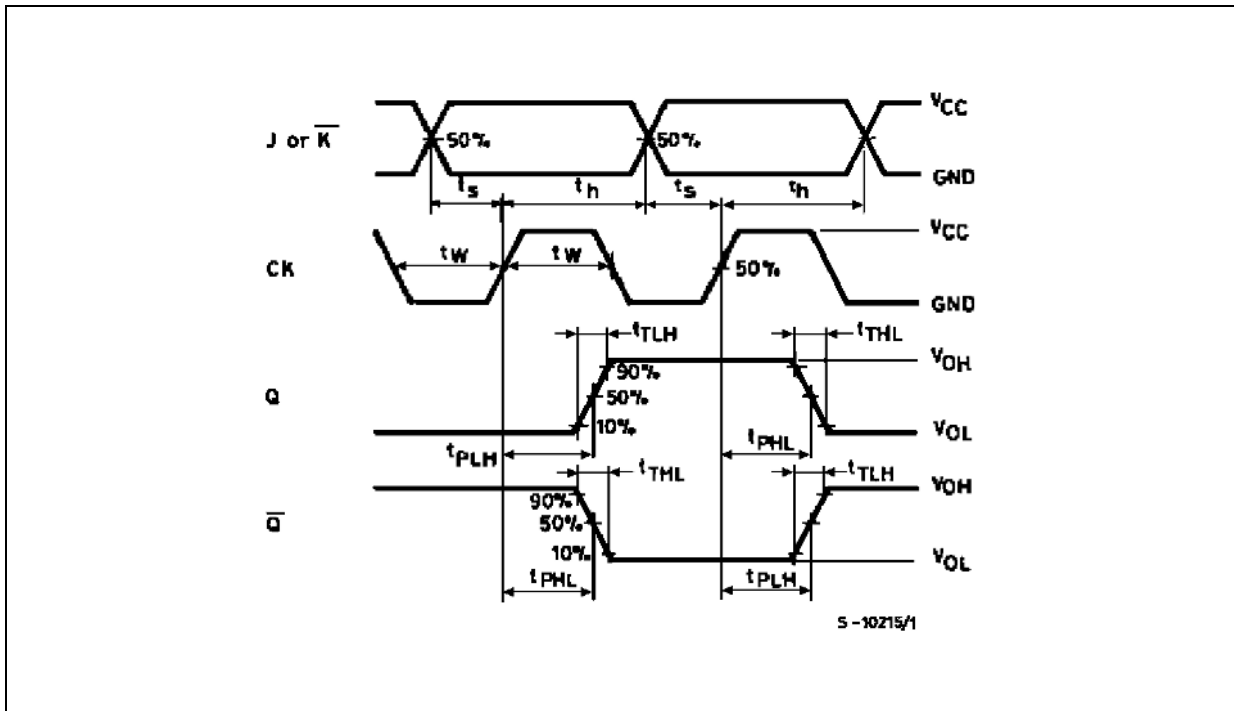 VCC
J or K̅ 50% 50%
GND
ts th ts th
VCC
CK tW tW 50%
GND
tTLH tTHL
VOH
90%
Q 50%
10%
VOL
tPLH tPHL
tTHL tTLH
VOH
90%
Q̅ 50%
10%
VOL
tPHL tPLH
S-10215/1